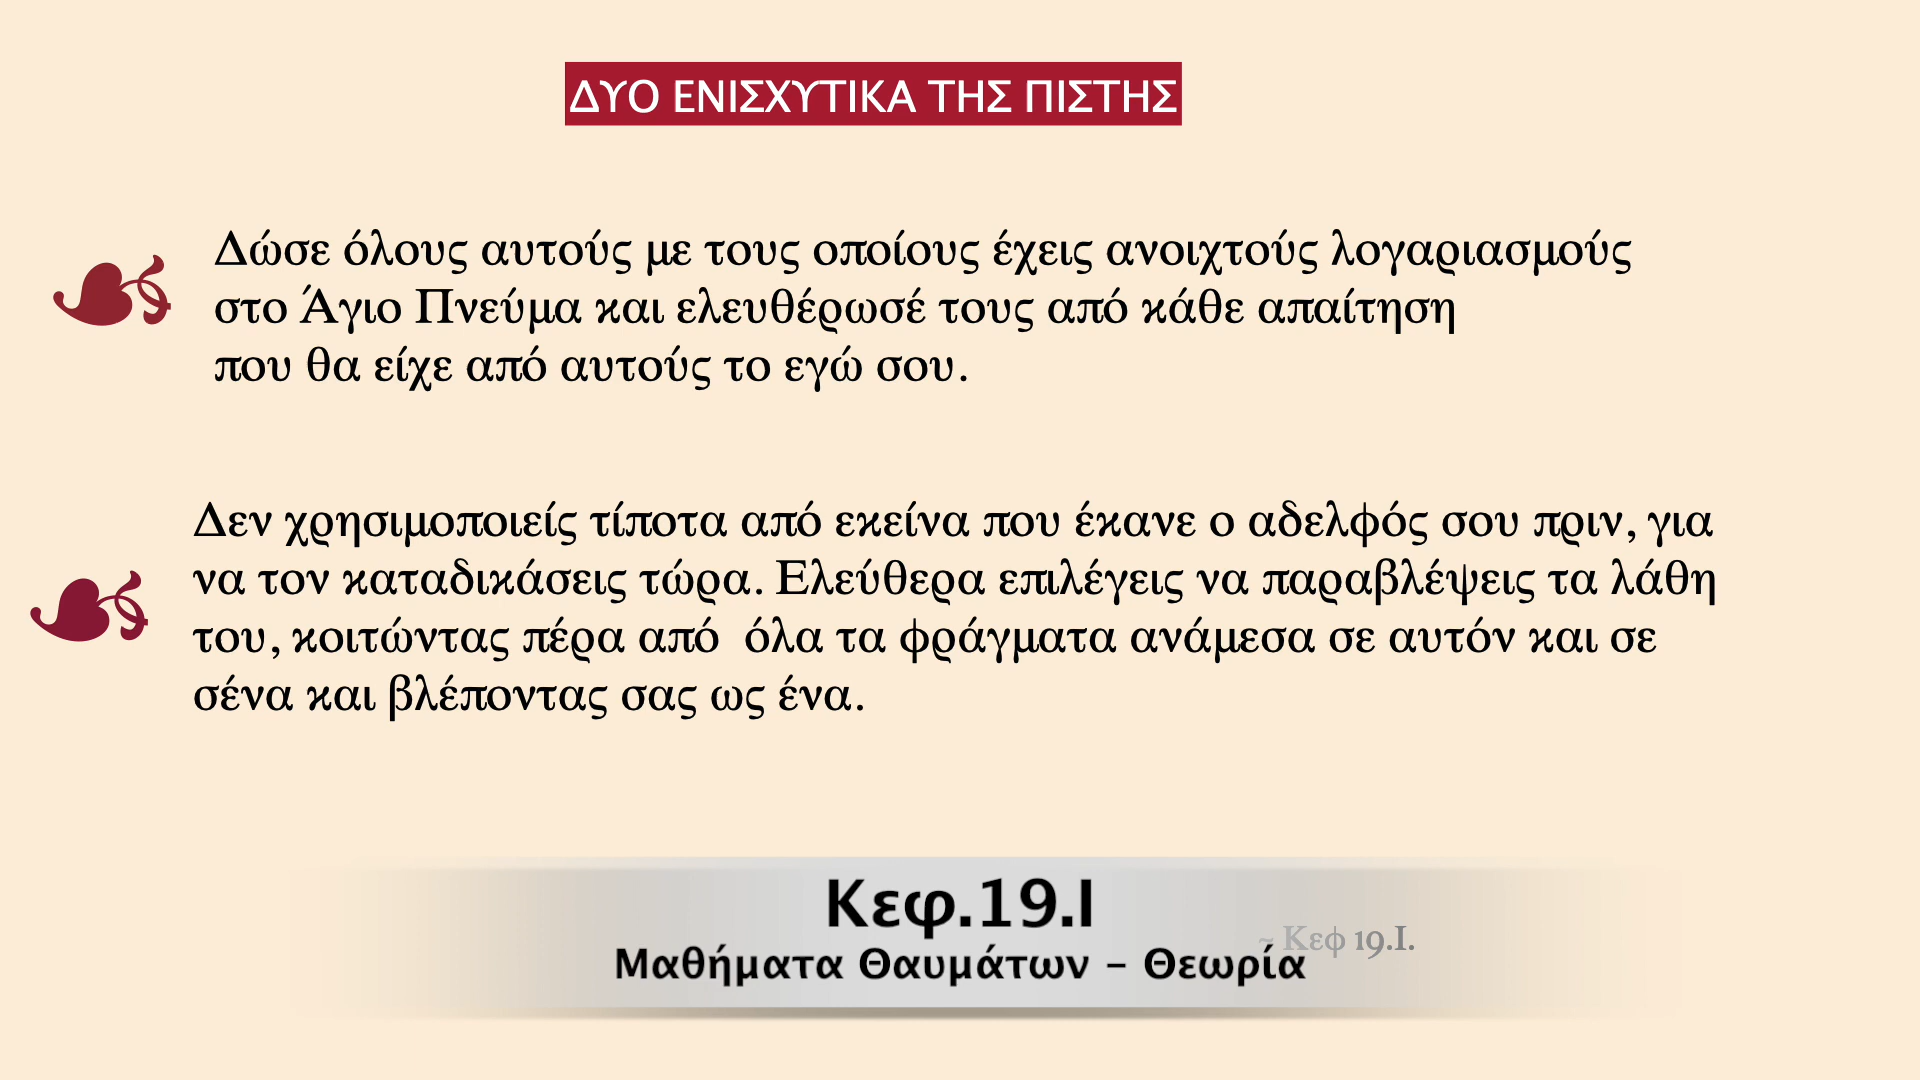 ΔΥΟ ΕΝΙΣΧΥΤΙΚΑ ΤΗΣ ΠΙΣΤΗΣ
Δώσε όλους αυτούς με τους οποίους έχεις ανοιχτούς λογαριασμούς
στο Άγιο Πνεύμα και ελευθέρωσέ τους από κάθε απαίτηση
που θα είχε από αυτούς το εγώ σου.
Δεν χρησιμοποιείς τίποτα από εκείνα που έκανε ο αδελφός σου πριν, για
να τον καταδικάσεις τώρα. Ελεύθερα επιλέγεις να παραβλέψεις τα λάθη
του, κοιτώντας πέρα από  όλα τα φράγματα ανάμεσα σε αυτόν και σε
σένα και βλέποντας σας ως ένα.
Κεφ.19.Ι
~ Κεφ 19.Ι.
Μαθήματα Θαυμάτων – Θεωρία